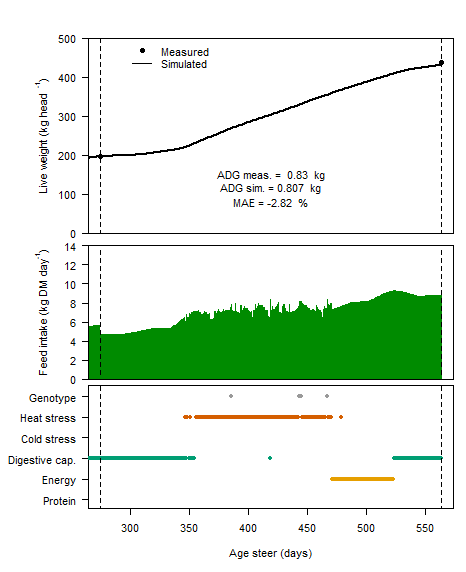 500
400
300
200
100
0
Live weight (kg head ⁻¹)
Measured
Simulated
ADG meas. = 0.83 kg
ADG sim. = 0.807 kg
MAE = -2.82 %
14
12
10
8
6
4
2
0
Feed intake (kg DM day⁻¹)
Genotype
Heat stress
Cold stress
Digestive cap.
Energy
Protein
300 350 400 450 500 550
Age steer (days)